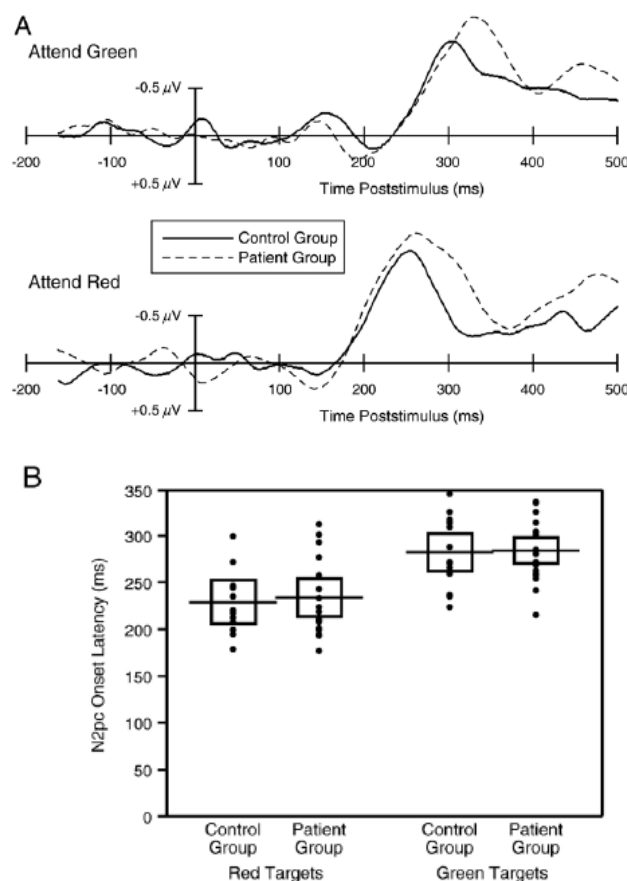 A
Attend Green
-0.5 µV
-200 -100 100 200 300 400 500
+0.5 µV
Time Poststimulus (ms)
Control Group
Patient Group
Attend Red
-0.5 µV
-200 -100 100 200 300 400 500
+0.5 µV
Time Poststimulus (ms)
B
N2pc Onset Latency (ms)
350
300
250
200
150
100
50
0
Control Group
Patient Group
Control Group
Patient Group
Red Targets
Green Targets